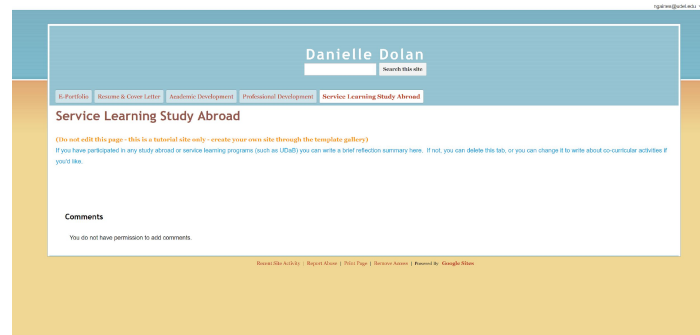 ngaines@udel.edu
Danielle Dolan
Search this site
E-Portfolio Resume & Cover Letter Academic Development Professional Development Service Learning Study Abroad
Service Learning Study Abroad
(Do not edit this page - this is a tutorial site only - create your own site through the template gallery)
If you have participated in any study abroad or service learning programs (such as UDaB) you can write a brief reflection summary here. If not, you can delete this tab, or you can change it to write about co-curricular activities if
you'd like.
Comments
You do not have permission to add comments.
Recent Site Activity | Report Abuse | Print Page | Remove Access | Powered By Google Sites